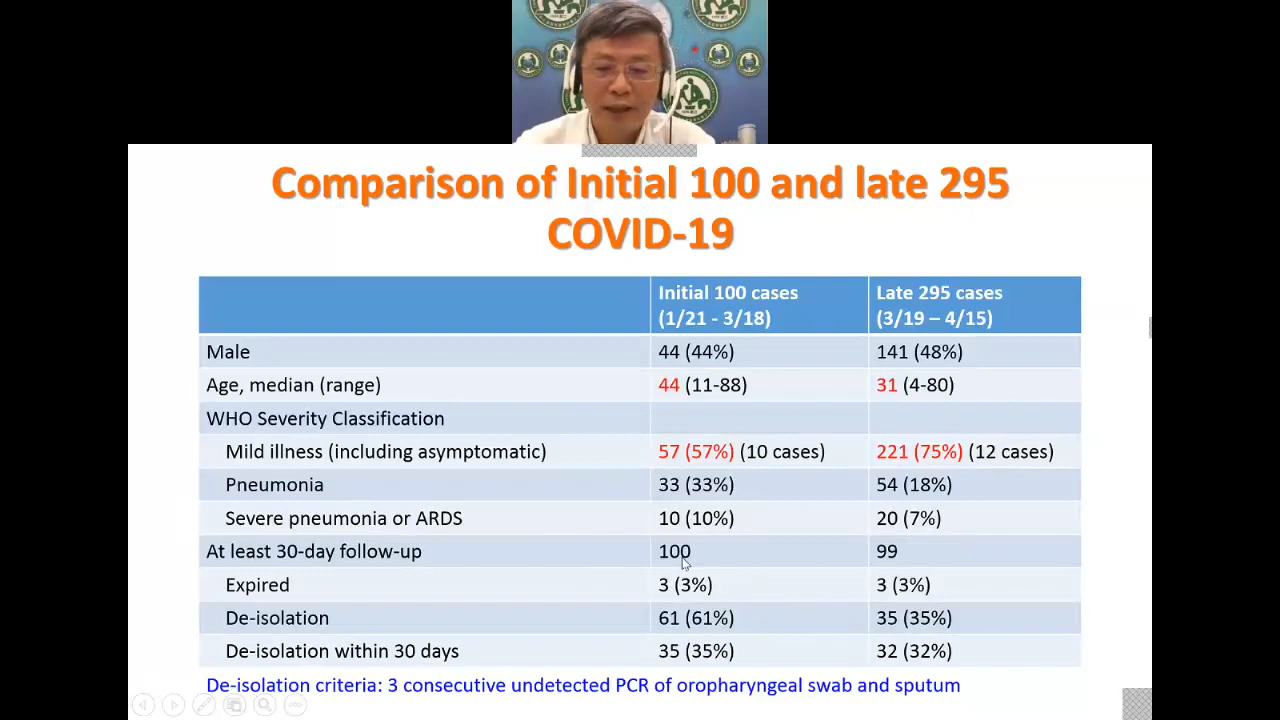 Comparison of Initial 100 and late 295
COVID-19
Initial 100 cases
(1/21 - 3/18)
Late 295 cases
(3/19 – 4/15)
Male 44 (44%) 141 (48%)
Age, median (range) 44 (11-88) 31 (4-80)
WHO Severity Classification
Mild illness (including asymptomatic) 57 (57%) (10 cases) 221 (75%) (12 cases)
Pneumonia 33 (33%) 54 (18%)
Severe pneumonia or ARDS 10 (10%) 20 (7%)
At least 30-day follow-up 100 99
Expired 3 (3%) 3 (3%)
De-isolation 61 (61%) 35 (35%)
De-isolation within 30 days 35 (35%) 32 (32%)
De-isolation criteria: 3 consecutive undetected PCR of oropharyngeal swab and sputum